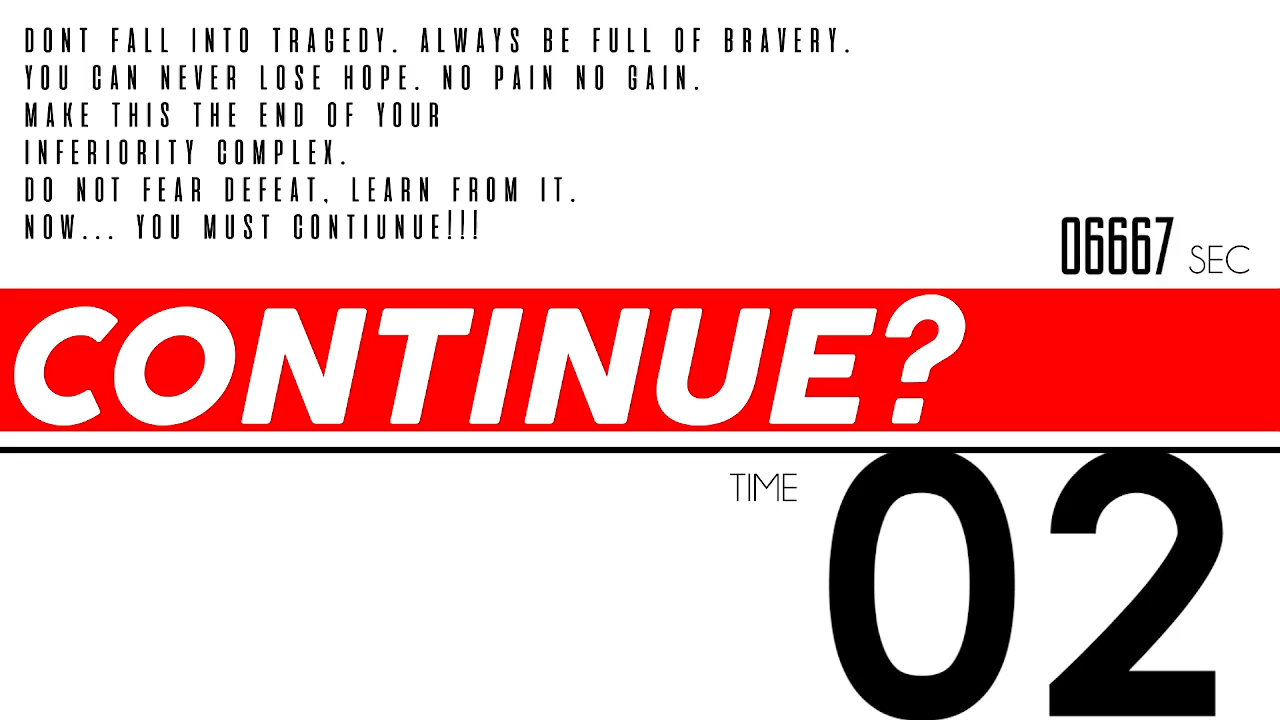 DONT FALL INTO TRAGEDY. ALWAYS BE FULL OF BRAVERY.
YOU CAN NEVER LOSE HOPE. NO PAIN NO GAIN.
MAKE THIS THE END OF YOUR
INFERIORITY COMPLEX.
DO NOT FEAR DEFEAT, LEARN FROM IT.
NOW... YOU MUST CONTIUNUE!!!
06667 SEC
CONTINUE?
TIME 02